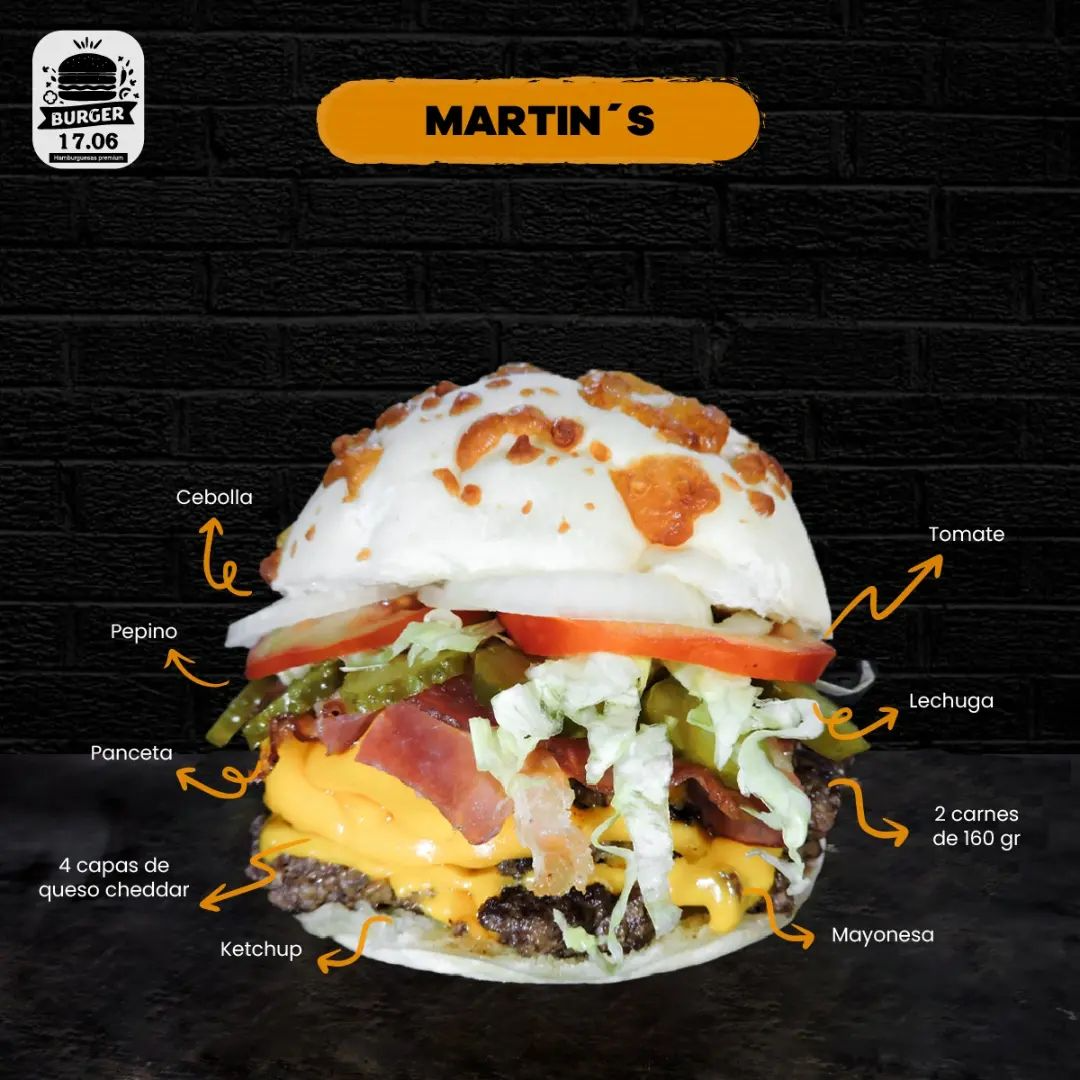 BURGER
17.06
Hamburguesas premium
MARTIN´S
Cebolla
Tomate
Pepino
Lechuga
Panceta
2 carnes
de 160 gr
4 capas de
queso cheddar
Ketchup
Mayonesa